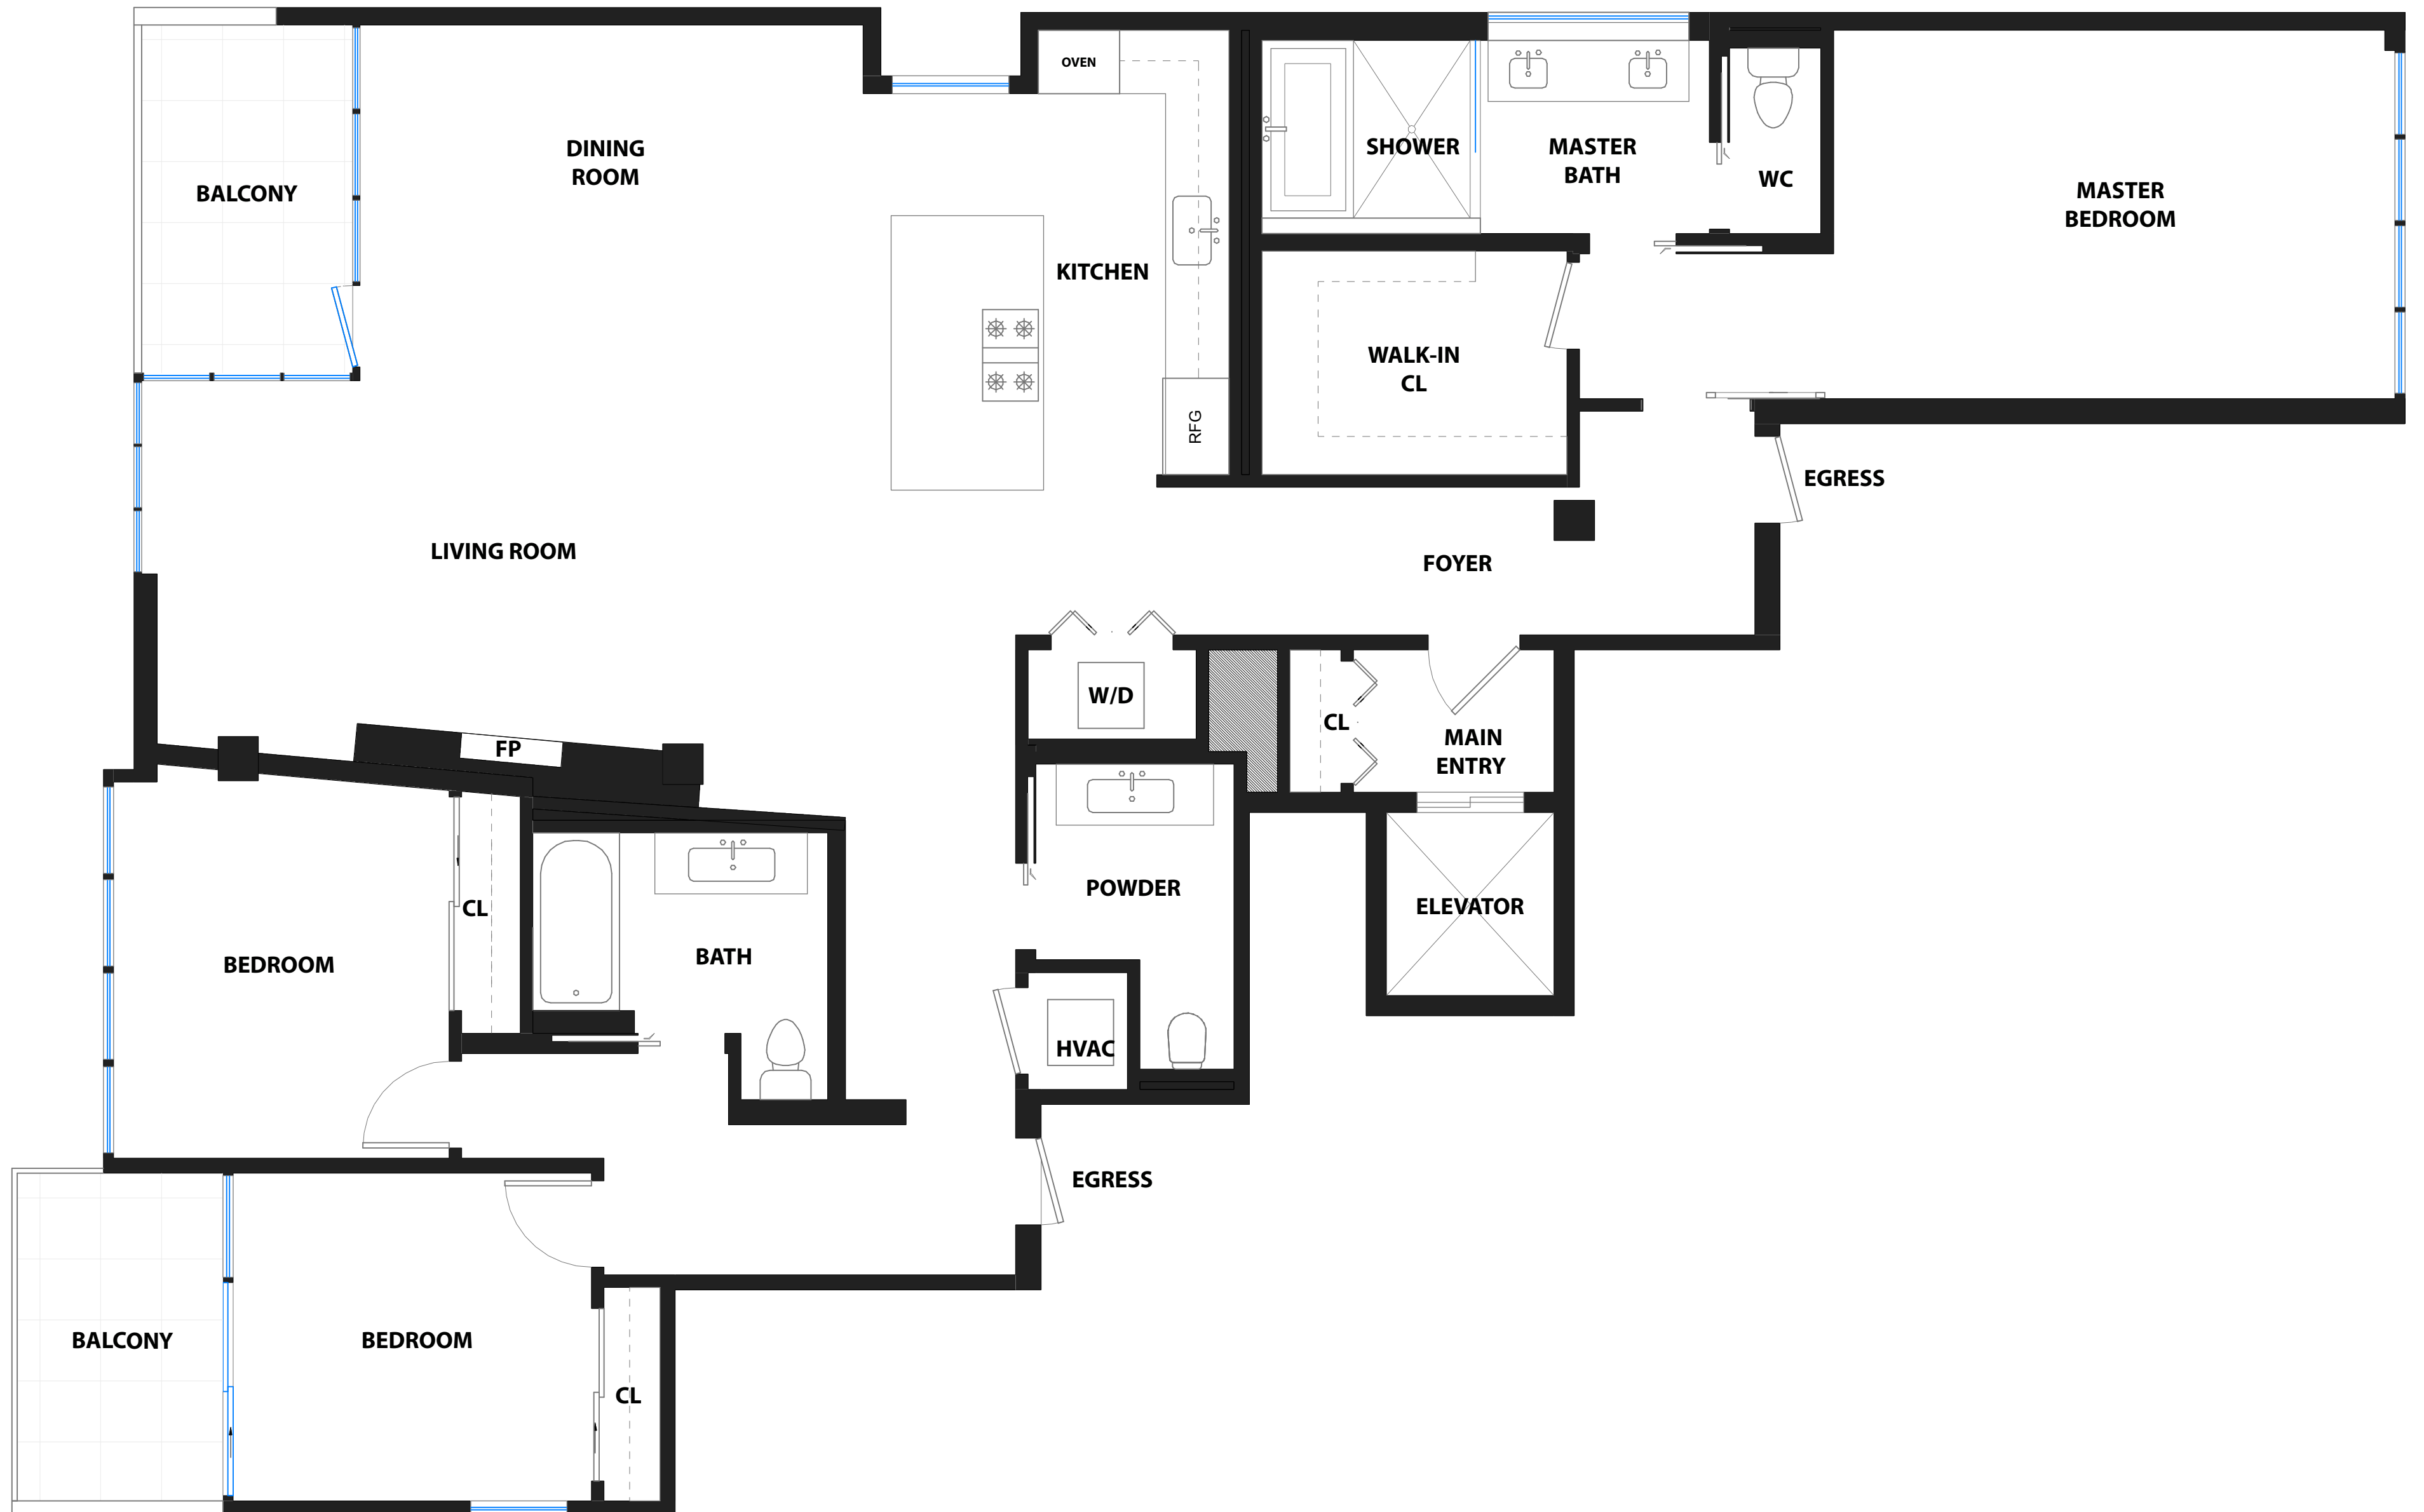 OVEN
DINING
ROOM
SHOWER
MASTER
BATH
WC
BALCONY
MASTER
BEDROOM
KITCHEN
WALK-IN
CL
RFG
EGRESS
LIVING ROOM
FOYER
W/D
CL
MAIN
ENTRY
FP
POWDER
ELEVATOR
CL
BATH
BEDROOM
HVAC
EGRESS
BALCONY
BEDROOM
CL